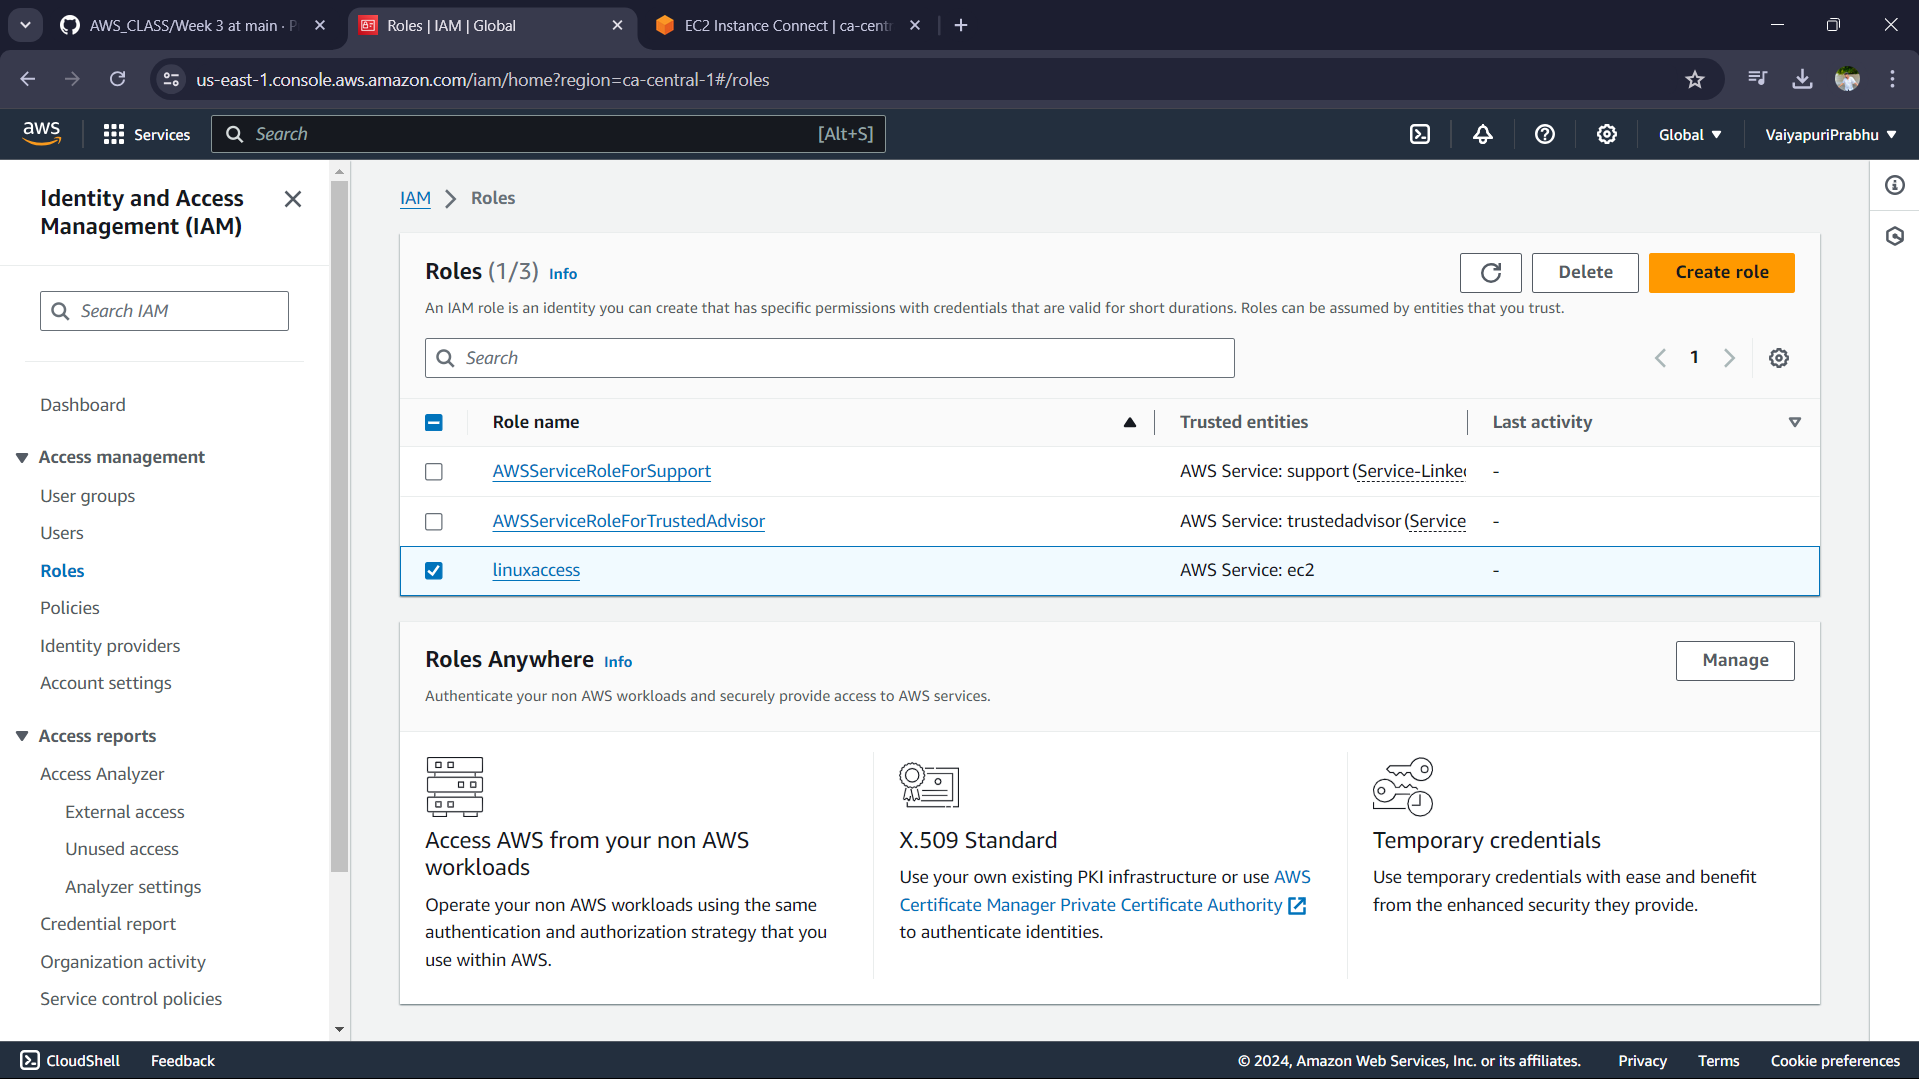 AWS_CLASS/Week 3 at main · P
Roles | IAM | Global
EC2 Instance Connect | ca-centr
us-east-1.console.aws.amazon.com/iam/home?region=ca-central-1#/roles
aws
Services
Search
[Alt+S]
Global
VaiyapuriPrabhu
Identity and Access
Management (IAM)
Search IAM
Dashboard
Access management
User groups
Users
Roles
Policies
Identity providers
Account settings
Access reports
Access Analyzer
External access
Unused access
Analyzer settings
Credential report
Organization activity
Service control policies
IAM
Roles
Roles (1/3) Info
Delete
Create role
An IAM role is an identity you can create that has specific permissions with credentials that are valid for short durations. Roles can be assumed by entities that you trust.
Search
1
Role name
Trusted entities
Last activity
AWSServiceRoleForSupport
AWS Service: support (Service-Linked
-
AWSServiceRoleForTrustedAdvisor
AWS Service: trustedadvisor (Service
-
linuxaccess
AWS Service: ec2
-
Roles Anywhere Info
Manage
Authenticate your non AWS workloads and securely provide access to AWS services.
Access AWS from your non AWS
workloads
Operate your non AWS workloads using the same
authentication and authorization strategy that you
use within AWS.
X.509 Standard
Use your own existing PKI infrastructure or use AWS
Certificate Manager Private Certificate Authority
to authenticate identities.
Temporary credentials
Use temporary credentials with ease and benefit
from the enhanced security they provide.
CloudShell
Feedback
© 2024, Amazon Web Services, Inc. or its affiliates.
Privacy
Terms
Cookie preferences